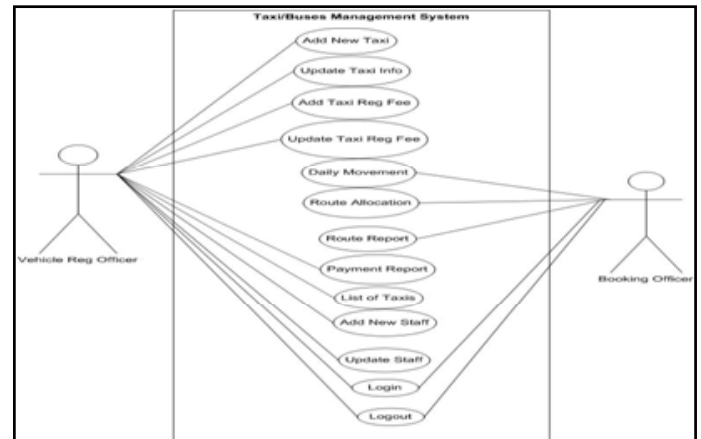 Taxi/Buses Management System
Add New Taxi
Update Taxi Info
Add Taxi Reg Fee
Update Taxi Reg Fee
Daily Movement
Route Allocation
Route Report
Vehicle Reg Officer
Payment Report
Booking Officer
List of Taxis
Add New Staff
Update Staff
Login
Logout